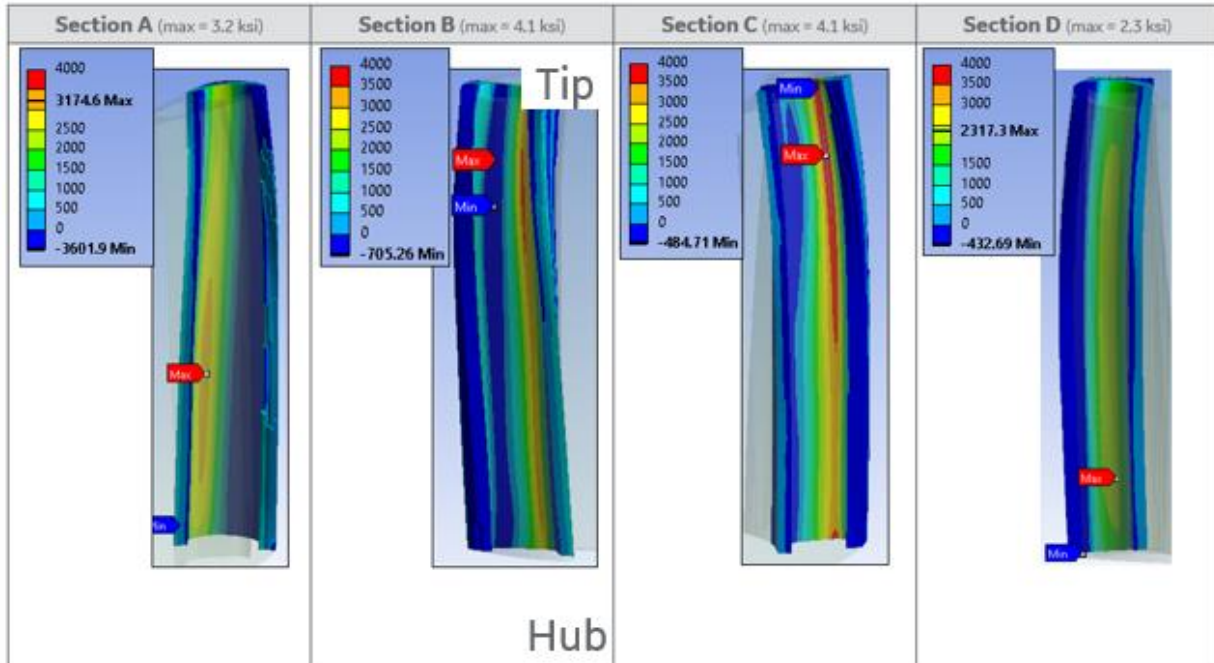 Section A (max = 3.2 ksi)
Section B (max = 4.1 ksi)
Section C (max = 4.1 ksi)
Section D (max = 2.3 ksi)
4000
3174.6 Max
2500
2000
1500
1000
500
0
-3601.9 Min
Max
Min
4000
3500
3000
2500
2000
1500
1000
500
0
-705.26 Min
Max
Min
Tip
Hub
4000
3500
3000
2500
2000
1500
1000
500
0
-484.71 Min
Min
Max
4000
3500
3000
2317.3 Max
1500
1000
500
0
-432.69 Min
Max
Min